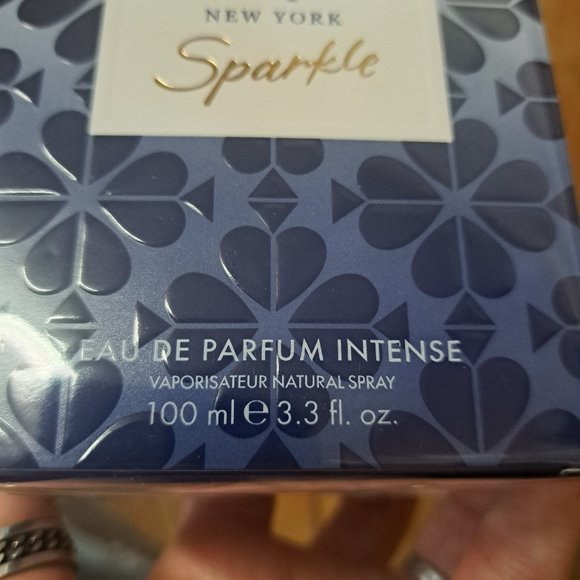 NEW YORK
Sparkle
EAU DE PARFUM INTENSE
VAPORISATEUR NATURAL SPRAY
100 ml e 3.3 fl. oz.